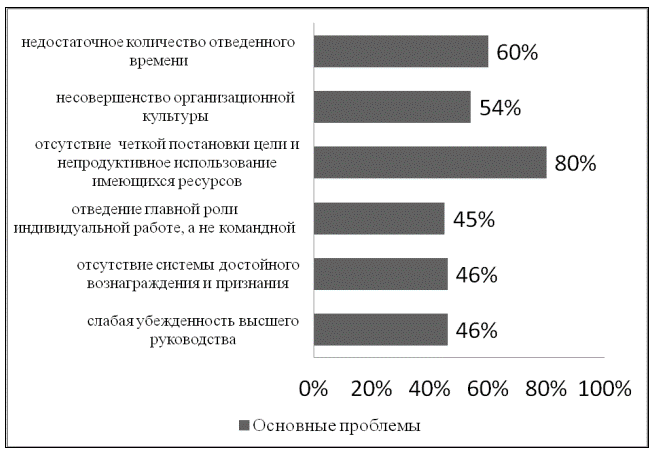 недостаточное количество отведенного
времени
60%
несовершенство организационной
культуры
54%
отсутствие четкой постановки цели и
непродуктивное использование
имеющихся ресурсов
80%
отведение главной роли
индивидуальной работе, а не командной
45%
отсутствие системы достойного
вознаграждения и признания
46%
слабая убежденность высшего
руководства
46%
0% 20% 40% 60% 80% 100%
Основные проблемы